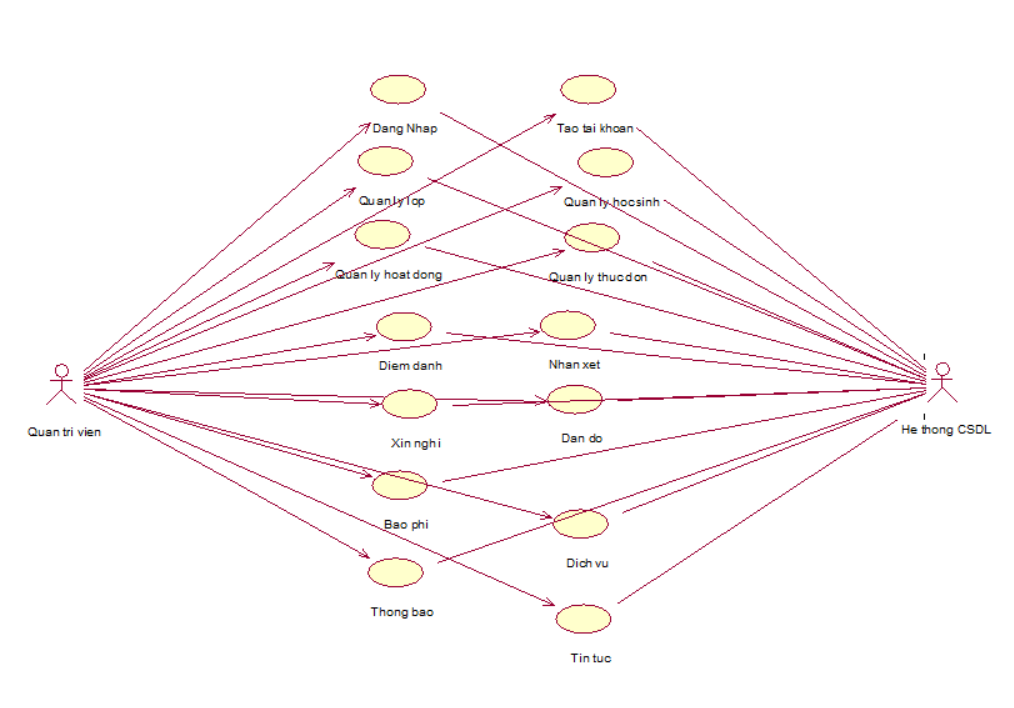 Dang Nhap
Tao tai khoan
Quan ly lop
Quan ly hocsinh
Quan ly hoat dong
Quan ly thucdon
Diem danh
Nhan xet
Quan tri vien
He thong CSDL
Xin nghi
Dan do
Bao phi
Dich vu
Thong bao
Tin tuc